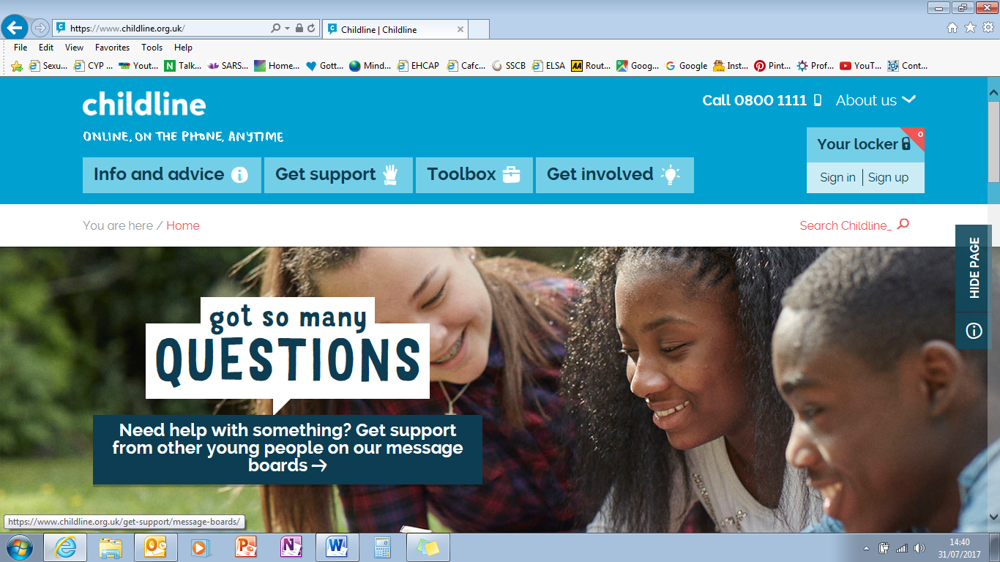 https://www.childline.org.uk/
Childline | Childline
File Edit View Favorites Tools Help
Sexu... CYP ... Yout... Talk... SARS... Home... Gott... Mind... EHCAP Cafc... SSCB ELSA Rout... Goog... Google Inst... Pint... Prof... YouT... Cont...
childline
Call 0800 1111 About us
ONLINE, ON THE PHONE, ANYTIME
Your locker 0
Info and advice Get support Toolbox Get involved
Sign in | Sign up
You are here / Home
Search Childline_
HIDE PAGE
got so many
QUESTIONS
Need help with something? Get support
from other young people on our message
boards →
https://www.childline.org.uk/get-support/message-boards/
14:40
31/07/2017